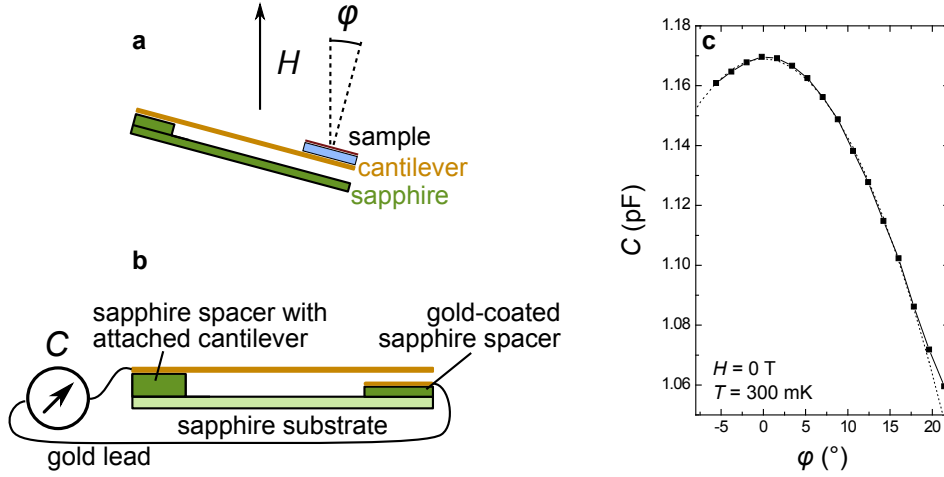 a
H
φ
sample
cantilever
sapphire
b
sapphire spacer with
attached cantilever
gold-coated
sapphire spacer
C
sapphire substrate
gold lead
c
1.18
1.16
1.14
1.12
1.10
1.08
1.06
C (pF)
H = 0 T
T = 300 mK
-5 0 5 10 15 20
φ (°)